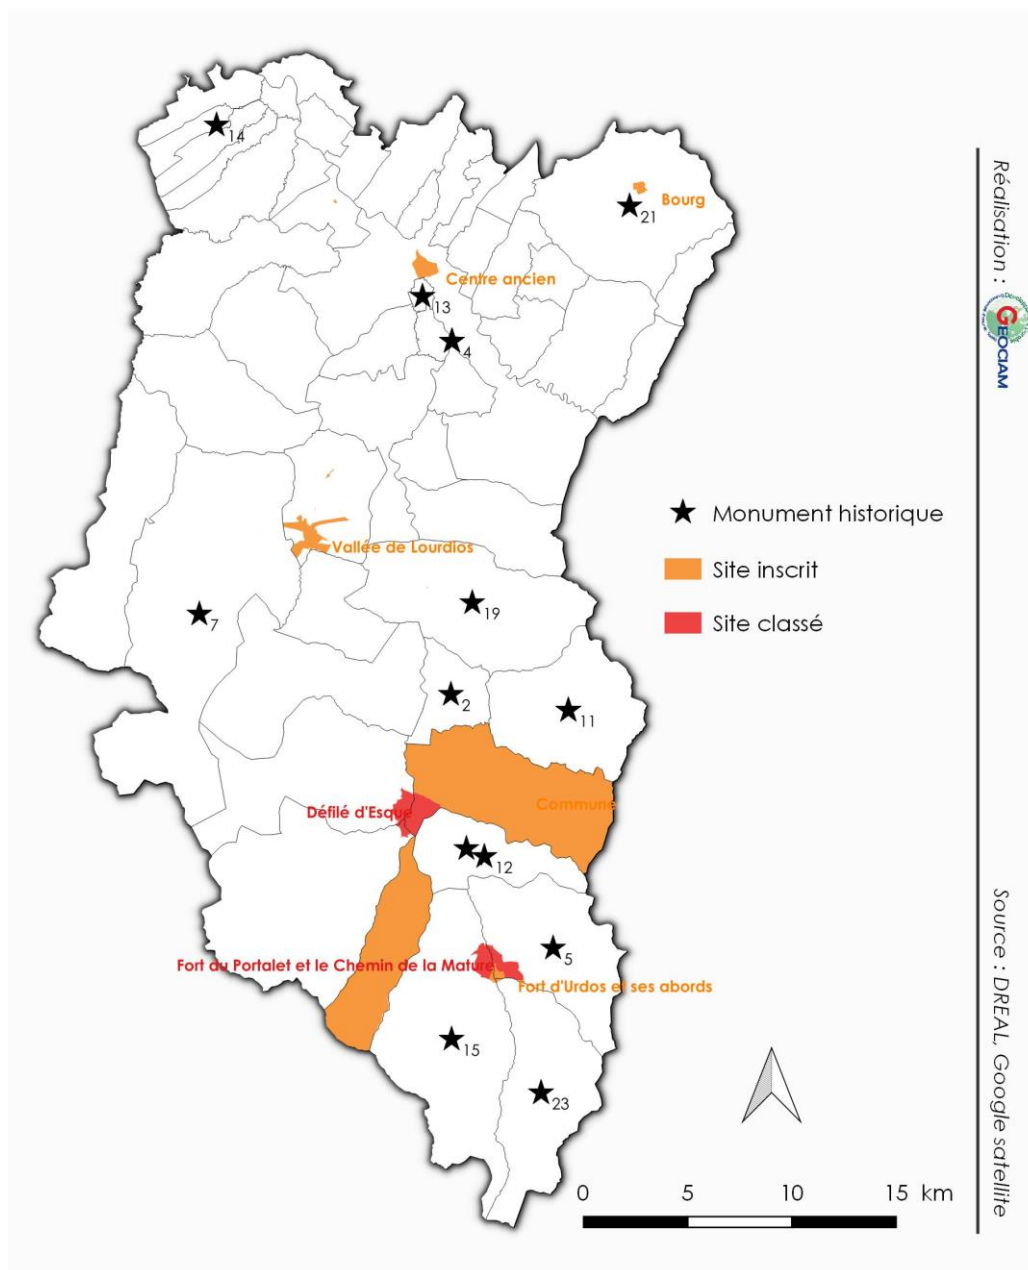 14
21
Bourg
Centre ancien
13
4
Monument historique
Site inscrit
Site classé
Vallée de Lourdios
7
19
2
11
Commune
Défilé d'Esque
12
5
Fort du Portalet et le Chemin de la Mature
Fort d'Urdos et ses abords
15
23
0 5 10 15 km
Réalisation :
GEOCIAM
Source : DREAL, Google satellite